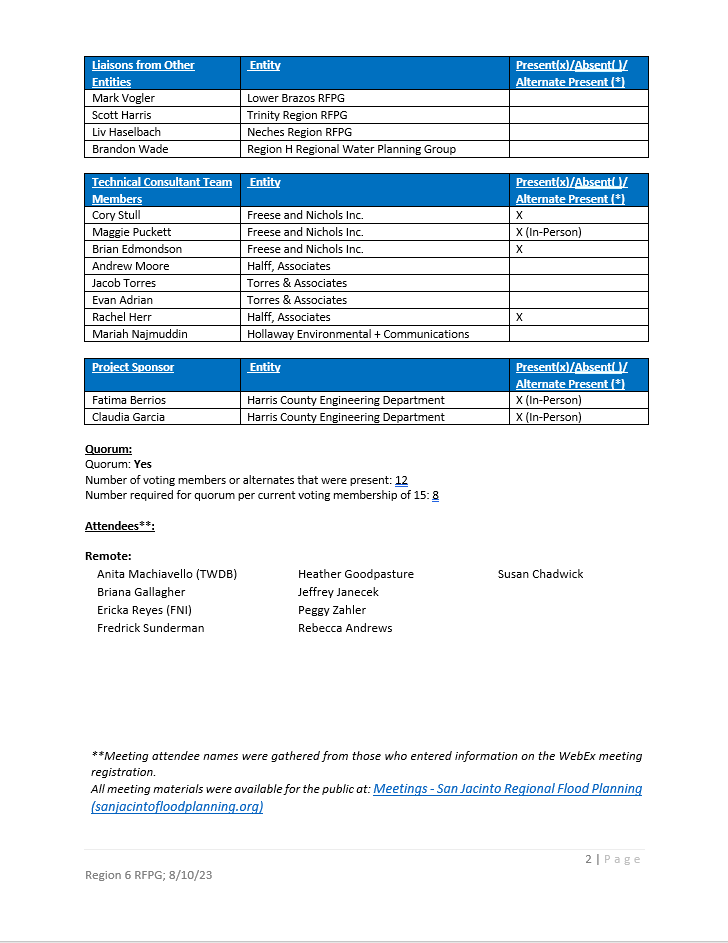 Liaisons from Other Entity Present(x)/Absent( )/
Entities Alternate Present (*)
Mark Vogler Lower Brazos RFPG
Scott Harris Trinity Region RFPG
Liv Haselbach Neches Region RFPG
Brandon Wade Region H Regional Water Planning Group
Technical Consultant Team Entity Present(x)/Absent( )/
Members Alternate Present (*)
Cory Stull Freese and Nichols Inc. X
Maggie Puckett Freese and Nichols Inc. X (In-Person)
Brian Edmondson Freese and Nichols Inc. X
Andrew Moore Halff, Associates
Jacob Torres Torres & Associates
Evan Adrian Torres & Associates
Rachel Herr Halff, Associates X
Mariah Najmuddin Hollaway Environmental + Communications
Project Sponsor Entity Present(x)/Absent( )/
Alternate Present (*)
Fatima Berrios Harris County Engineering Department X (In-Person)
Claudia Garcia Harris County Engineering Department X (In-Person)
Quorum:
Quorum: Yes
Number of voting members or alternates that were present: 12
Number required for quorum per current voting membership of 15: 8
Attendees**:
Remote:
Anita Machiavello (TWDB) Heather Goodpasture Susan Chadwick
Briana Gallagher Jeffrey Janecek
Ericka Reyes (FNI) Peggy Zahler
Fredrick Sunderman Rebecca Andrews
**Meeting attendee names were gathered from those who entered information on the WebEx meeting
registration.
All meeting materials were available for the public at: Meetings - San Jacinto Regional Flood Planning
(sanjacintofloodplanning.org)
2 | Page
Region 6 RFPG; 8/10/23